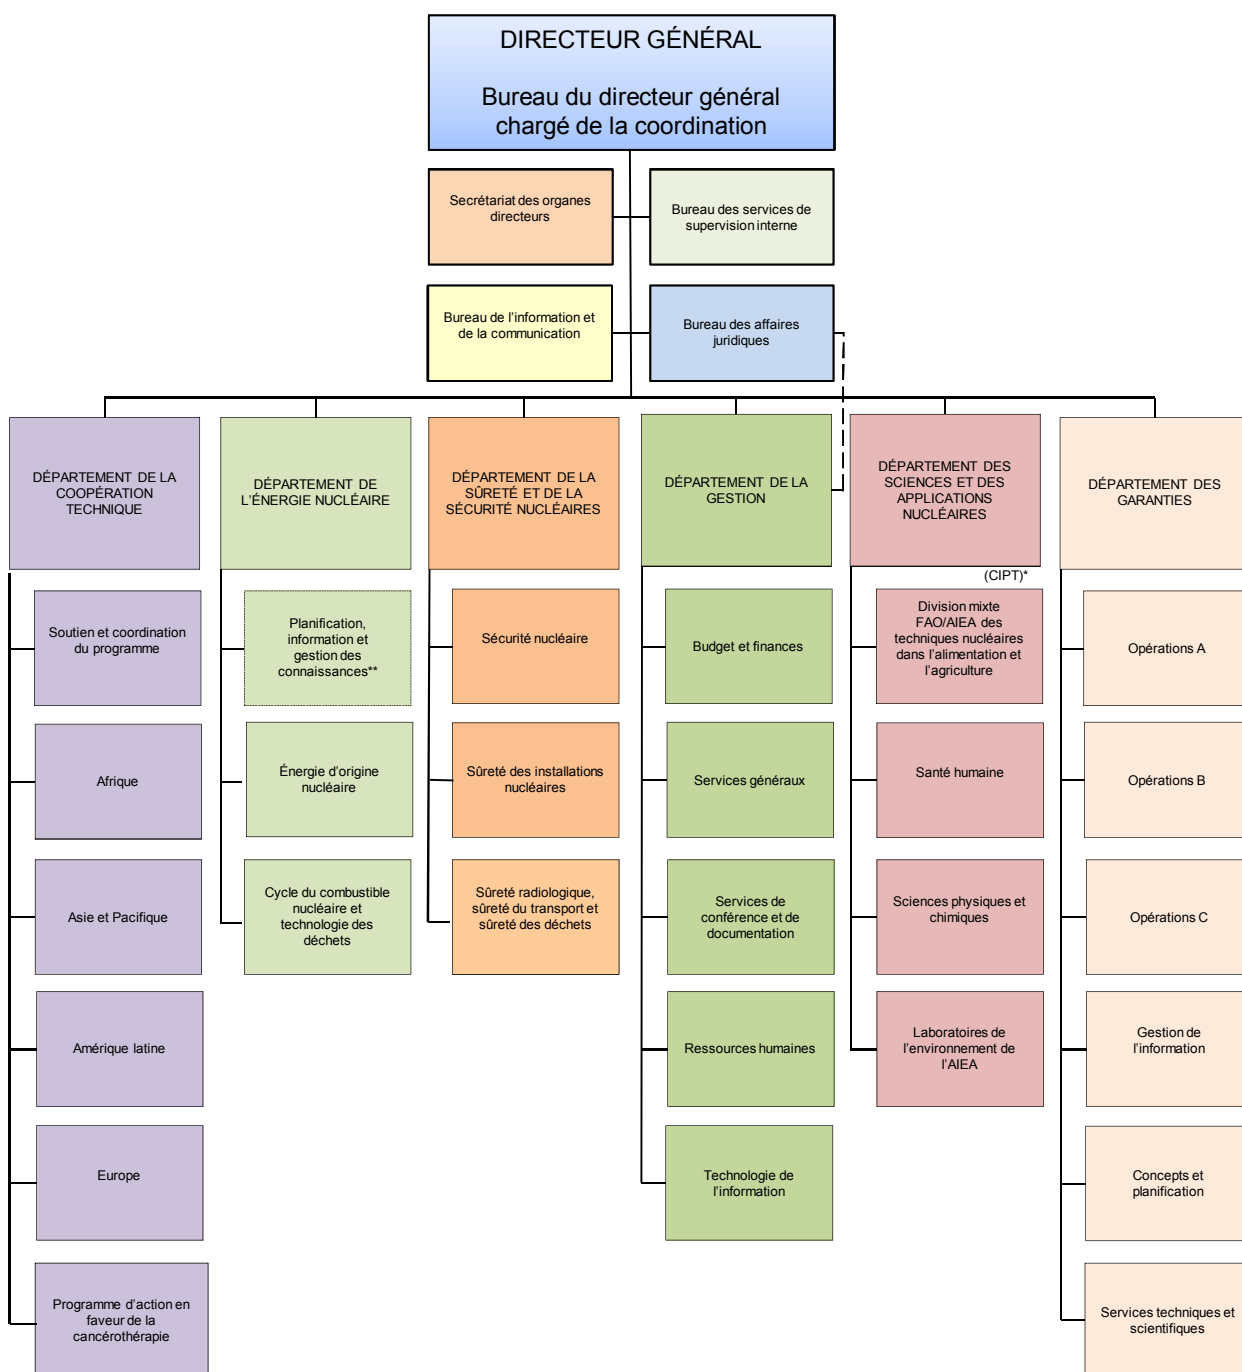 DIRECTEUR GÉNÉRAL
Bureau du directeur général
chargé de la coordination
Secrétariat des organes
directeurs
Bureau des services de
supervision interne
Bureau de l’information et
de la communication
Bureau des affaires
juridiques
DÉPARTEMENT DE LA
COOPÉRATION
TECHNIQUE
DÉPARTEMENT DE
L’ÉNERGIE NUCLÉAIRE
DÉPARTEMENT DE LA
SÛRETÉ ET DE LA
SÉCURITÉ NUCLÉAIRES
DÉPARTEMENT DE LA
GESTION
DÉPARTEMENT DES
SCIENCES ET DES
APPLICATIONS
NUCLÉAIRES
DÉPARTEMENT DES
GARANTIES
(CIPT)*
Soutien et coordination
du programme
Afrique
Asie et Pacifique
Amérique latine
Europe
Programme d’action en
faveur de la
cancérothérapie
Planification,
information et
gestion des
connaissances**
Énergie d’origine
nucléaire
Cycle du combustible
nucléaire et
technologie des
déchets
Sécurité nucléaire
Sûreté des installations
nucléaires
Sûreté radiologique,
sûreté du transport et
sûreté des déchets
Budget et finances
Services généraux
Services de
conférence et de
documentation
Ressources humaines
Technologie de
l’information
Division mixte
FAO/AIEA des
techniques nucléaires
dans l’alimentation et
l’agriculture
Santé humaine
Sciences physiques et
chimiques
Laboratoires de
l’environnement de
l’AIEA
Opérations A
Opérations B
Opérations C
Gestion de
l’information
Concepts et
planification
Services techniques et
scientifiques